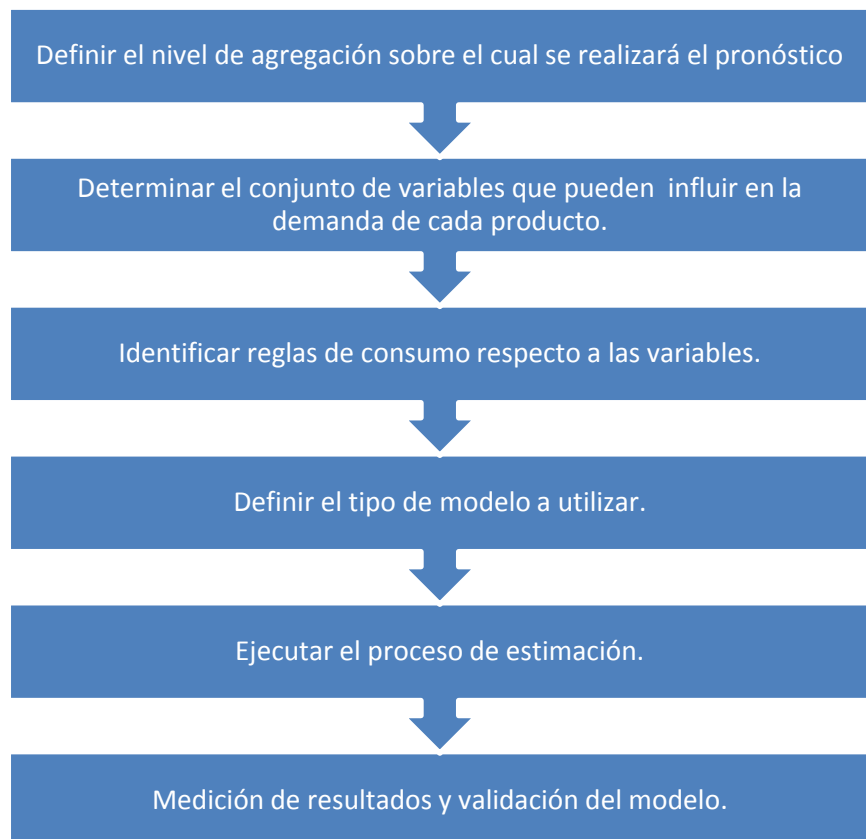 Definir el nivel de agregación sobre el cual se realizará el pronóstico
Determinar el conjunto de variables que pueden influir en la
demanda de cada producto.
Identificar reglas de consumo respecto a las variables.
Definir el tipo de modelo a utilizar.
Ejecutar el proceso de estimación.
Medición de resultados y validación del modelo.